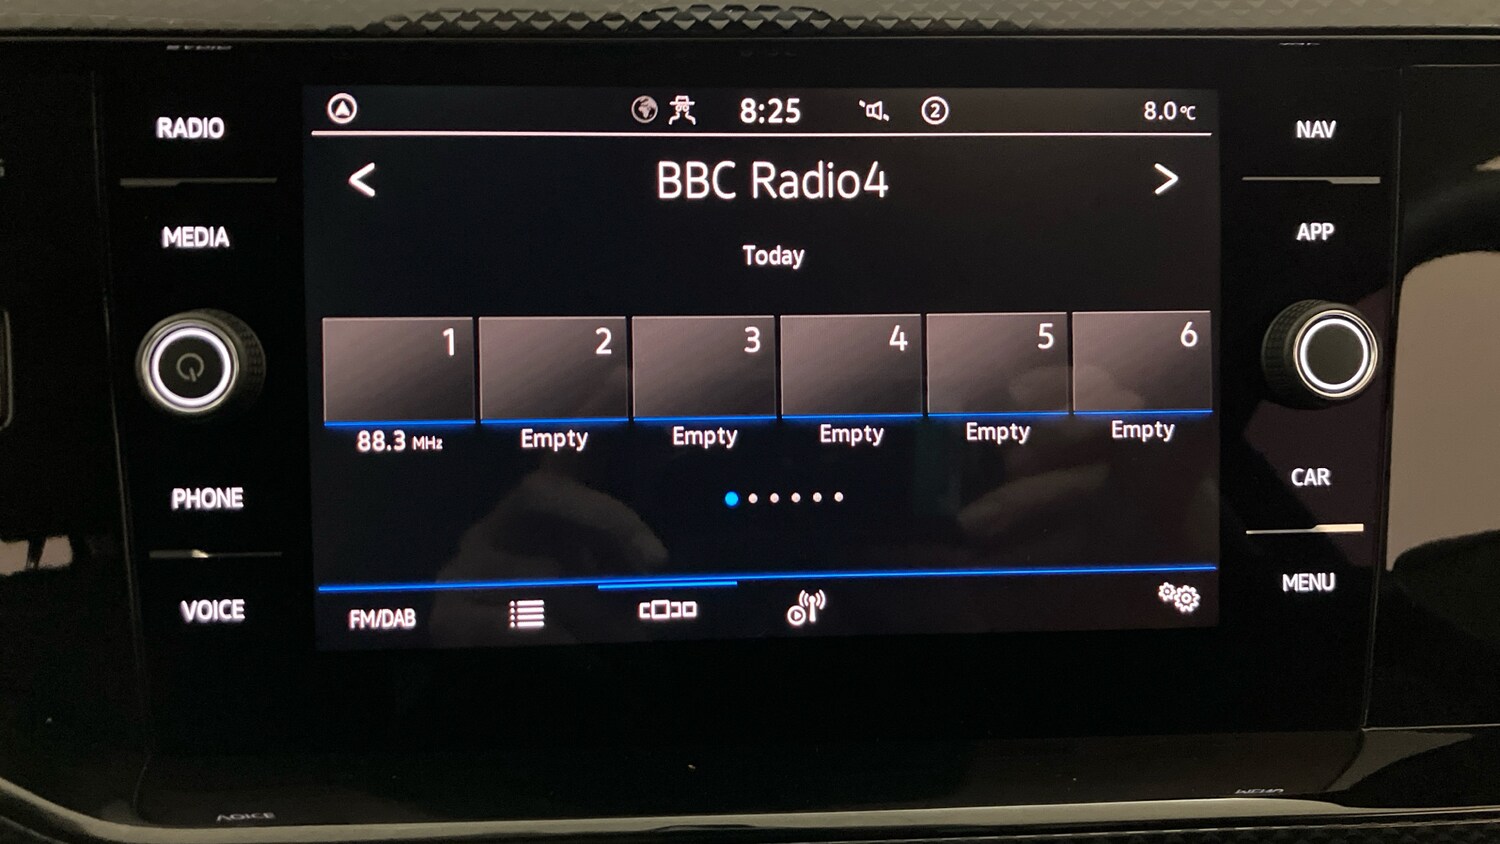 RADIO
MEDIA
PHONE
VOICE
8:25
2
8.0°C
< BBC Radio4 >
Today
1 2 3 4 5 6
88.3 MHz Empty Empty Empty Empty Empty
FM/DAB
NAV
APP
CAR
MENU